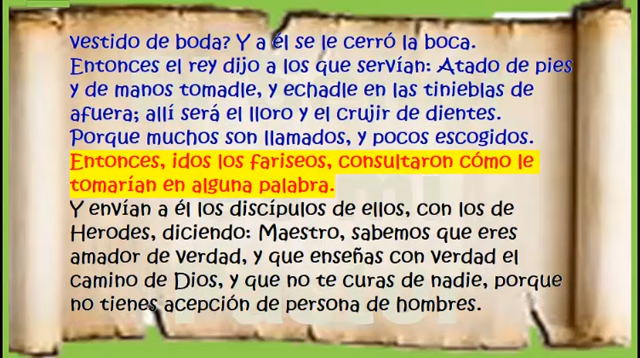 vestido de boda? Y a él se le cerró la boca.
Entonces el rey dijo a los que servían: Atado de pies
y de manos tomadle, y echadle en las tinieblas de
afuera; allí será el lloro y el crujir de dientes.
Porque muchos son llamados, y pocos escogidos.
Entonces, idos los fariseos, consultaron cómo le
tomarían en alguna palabra.
Y envían a él los discípulos de ellos, con los de
Herodes, diciendo: Maestro, sabemos que eres
amador de verdad, y que enseñas con verdad el
camino de Dios, y que no te curas de nadie, porque
no tienes acepción de persona de hombres.